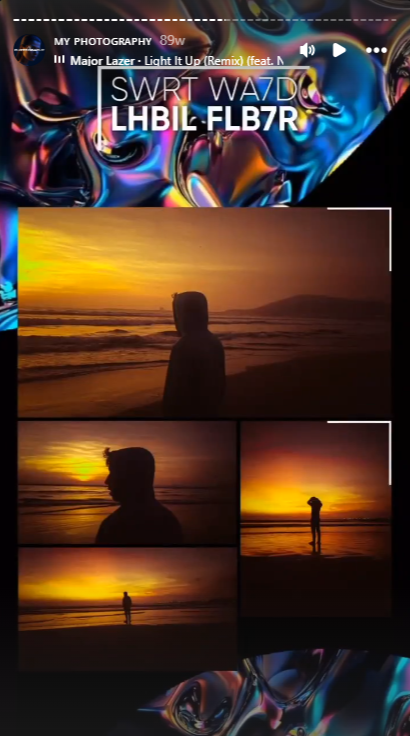 MY PHOTOGRAPHY 89w
Major Lazer - Light It Up (Remix) (feat. N
SWRT WA7D
LHBIL FLB7R